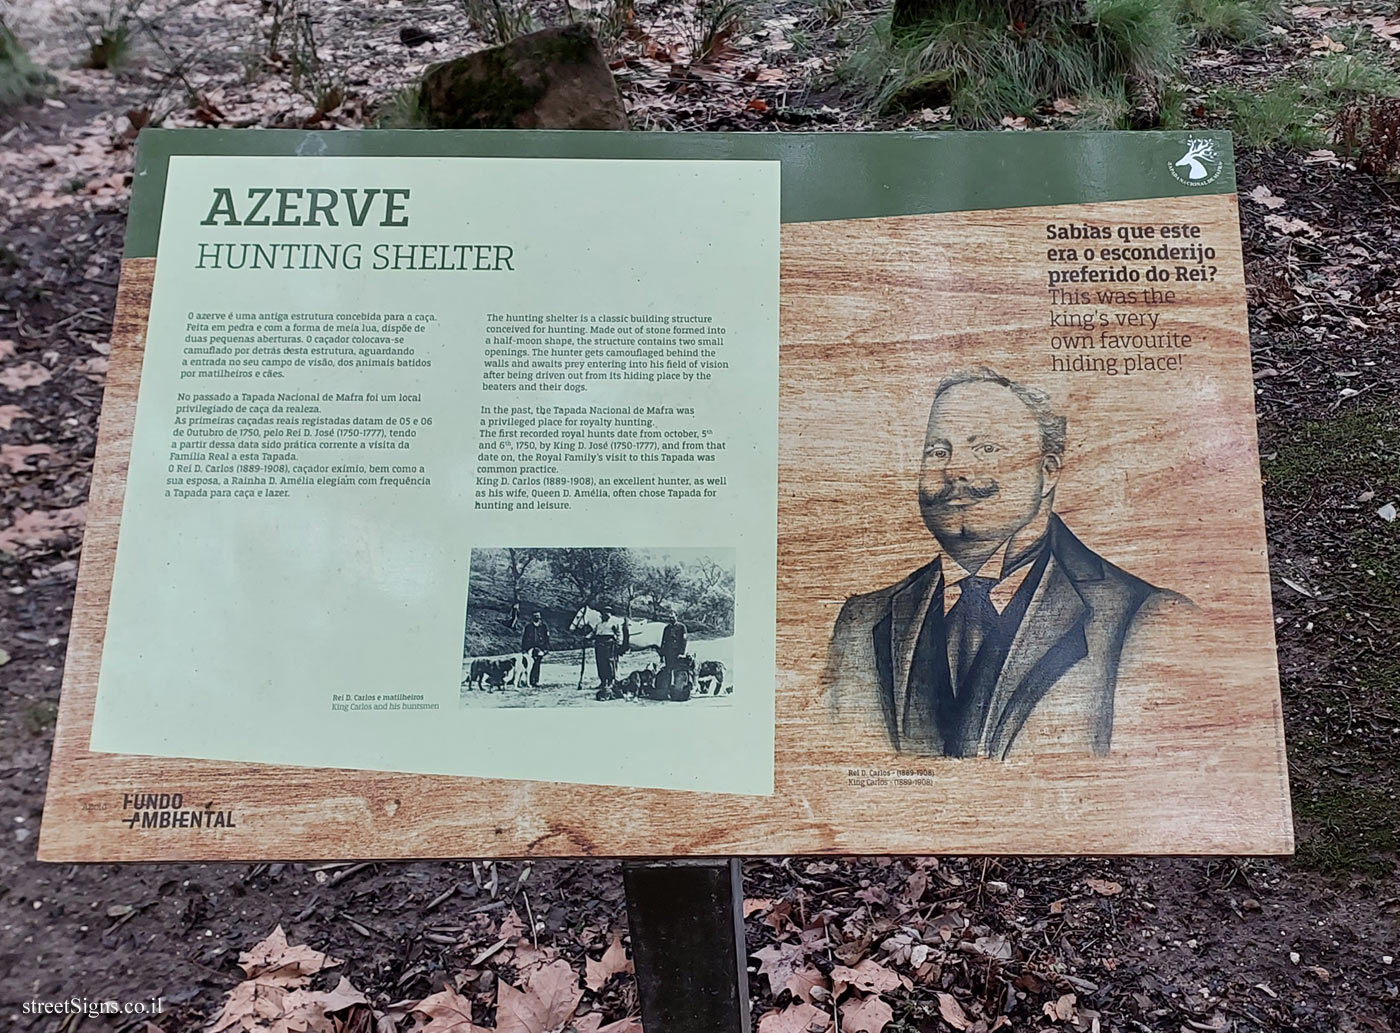 AZERVE
HUNTING SHELTER
O azerve é uma antiga estrutura concebida para a caça.
Feita em pedra e com a forma de meia lua, dispõe de
duas pequenas aberturas. O caçador colocava-se
camuflado por detrás desta estrutura, aguardando
a entrada no seu campo de visão, dos animais batidos
por matilheiros e cães.
No passado a Tapada Nacional de Mafra foi um local
privilegiado de caça da realeza.
As primeiras caçadas reais registadas datam de 05 e 06
de Outubro de 1750, pelo Rei D. José (1750-1777), tendo
a partir dessa data sido prática corrente a visita da
Família Real a esta Tapada.
O Rei D. Carlos (1889-1908), caçador exímio, bem como a
sua esposa, a Rainha D. Amélia elegiam com frequência
a Tapada para caça e lazer.
The hunting shelter is a classic building structure
conceived for hunting. Made out of stone formed into
a half-moon shape, the structure contains two small
openings. The hunter gets camouflaged behind the
walls and awaits prey entering into his field of vision
after being driven out from its hiding place by the
beaters and their dogs.
In the past, the Tapada Nacional de Mafra was
a privileged place for royalty hunting.
The first recorded royal hunts date from october, 5th
and 6th, 1750, by King D. José (1750-1777), and from that
date on, the Royal Family's visit to this Tapada was
common practice.
King D. Carlos (1889-1908), an excellent hunter, as well
as his wife, Queen D. Amélia, often chose Tapada for
hunting and leisure.
Rei D. Carlos e matilheiros
King Carlos and his huntsmen
TAPADA NACIONAL DE MAFRA
Sabias que este
era o esconderijo
preferido do Rei?
This was the
king's very
own favourite
hiding place!
Rei D. Carlos - (1889-1908)
King Carlos - (1889-1908)
Apoio
FUNDO
AMBIENTAL
streetSigns.co.il